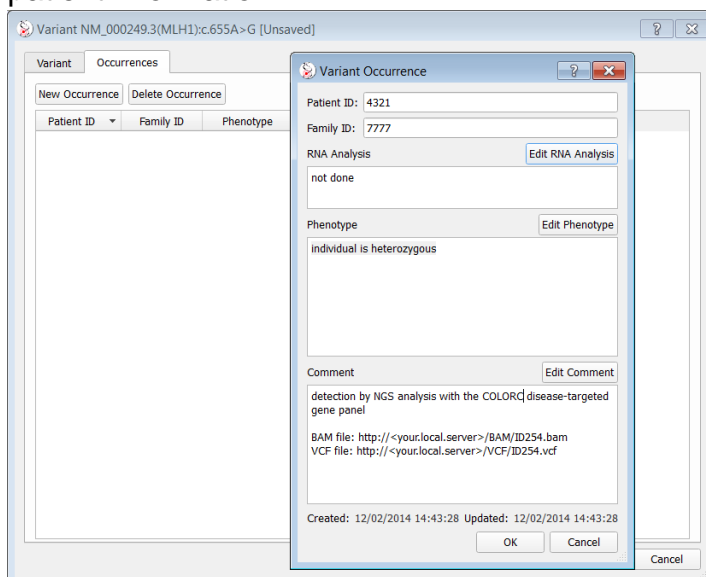 Variant NM_000249.3(MLH1):c.655A>G [Unsaved]
Variant Occurrences
New Occurrence Delete Occurrence
Patient ID Family ID Phenotype
Variant Occurrence
Patient ID: 4321
Family ID: 7777
RNA Analysis Edit RNA Analysis
not done
Phenotype Edit Phenotype
individual is heterozygous
Comment Edit Comment
detection by NGS analysis with the COLORC disease-targeted
gene panel
BAM file: http://<your.local.server>/BAM/ID254.bam
VCF file: http://<your.local.server>/VCF/ID254.vcf
Created: 12/02/2014 14:43:28 Updated: 12/02/2014 14:43:28
OK Cancel
Cancel